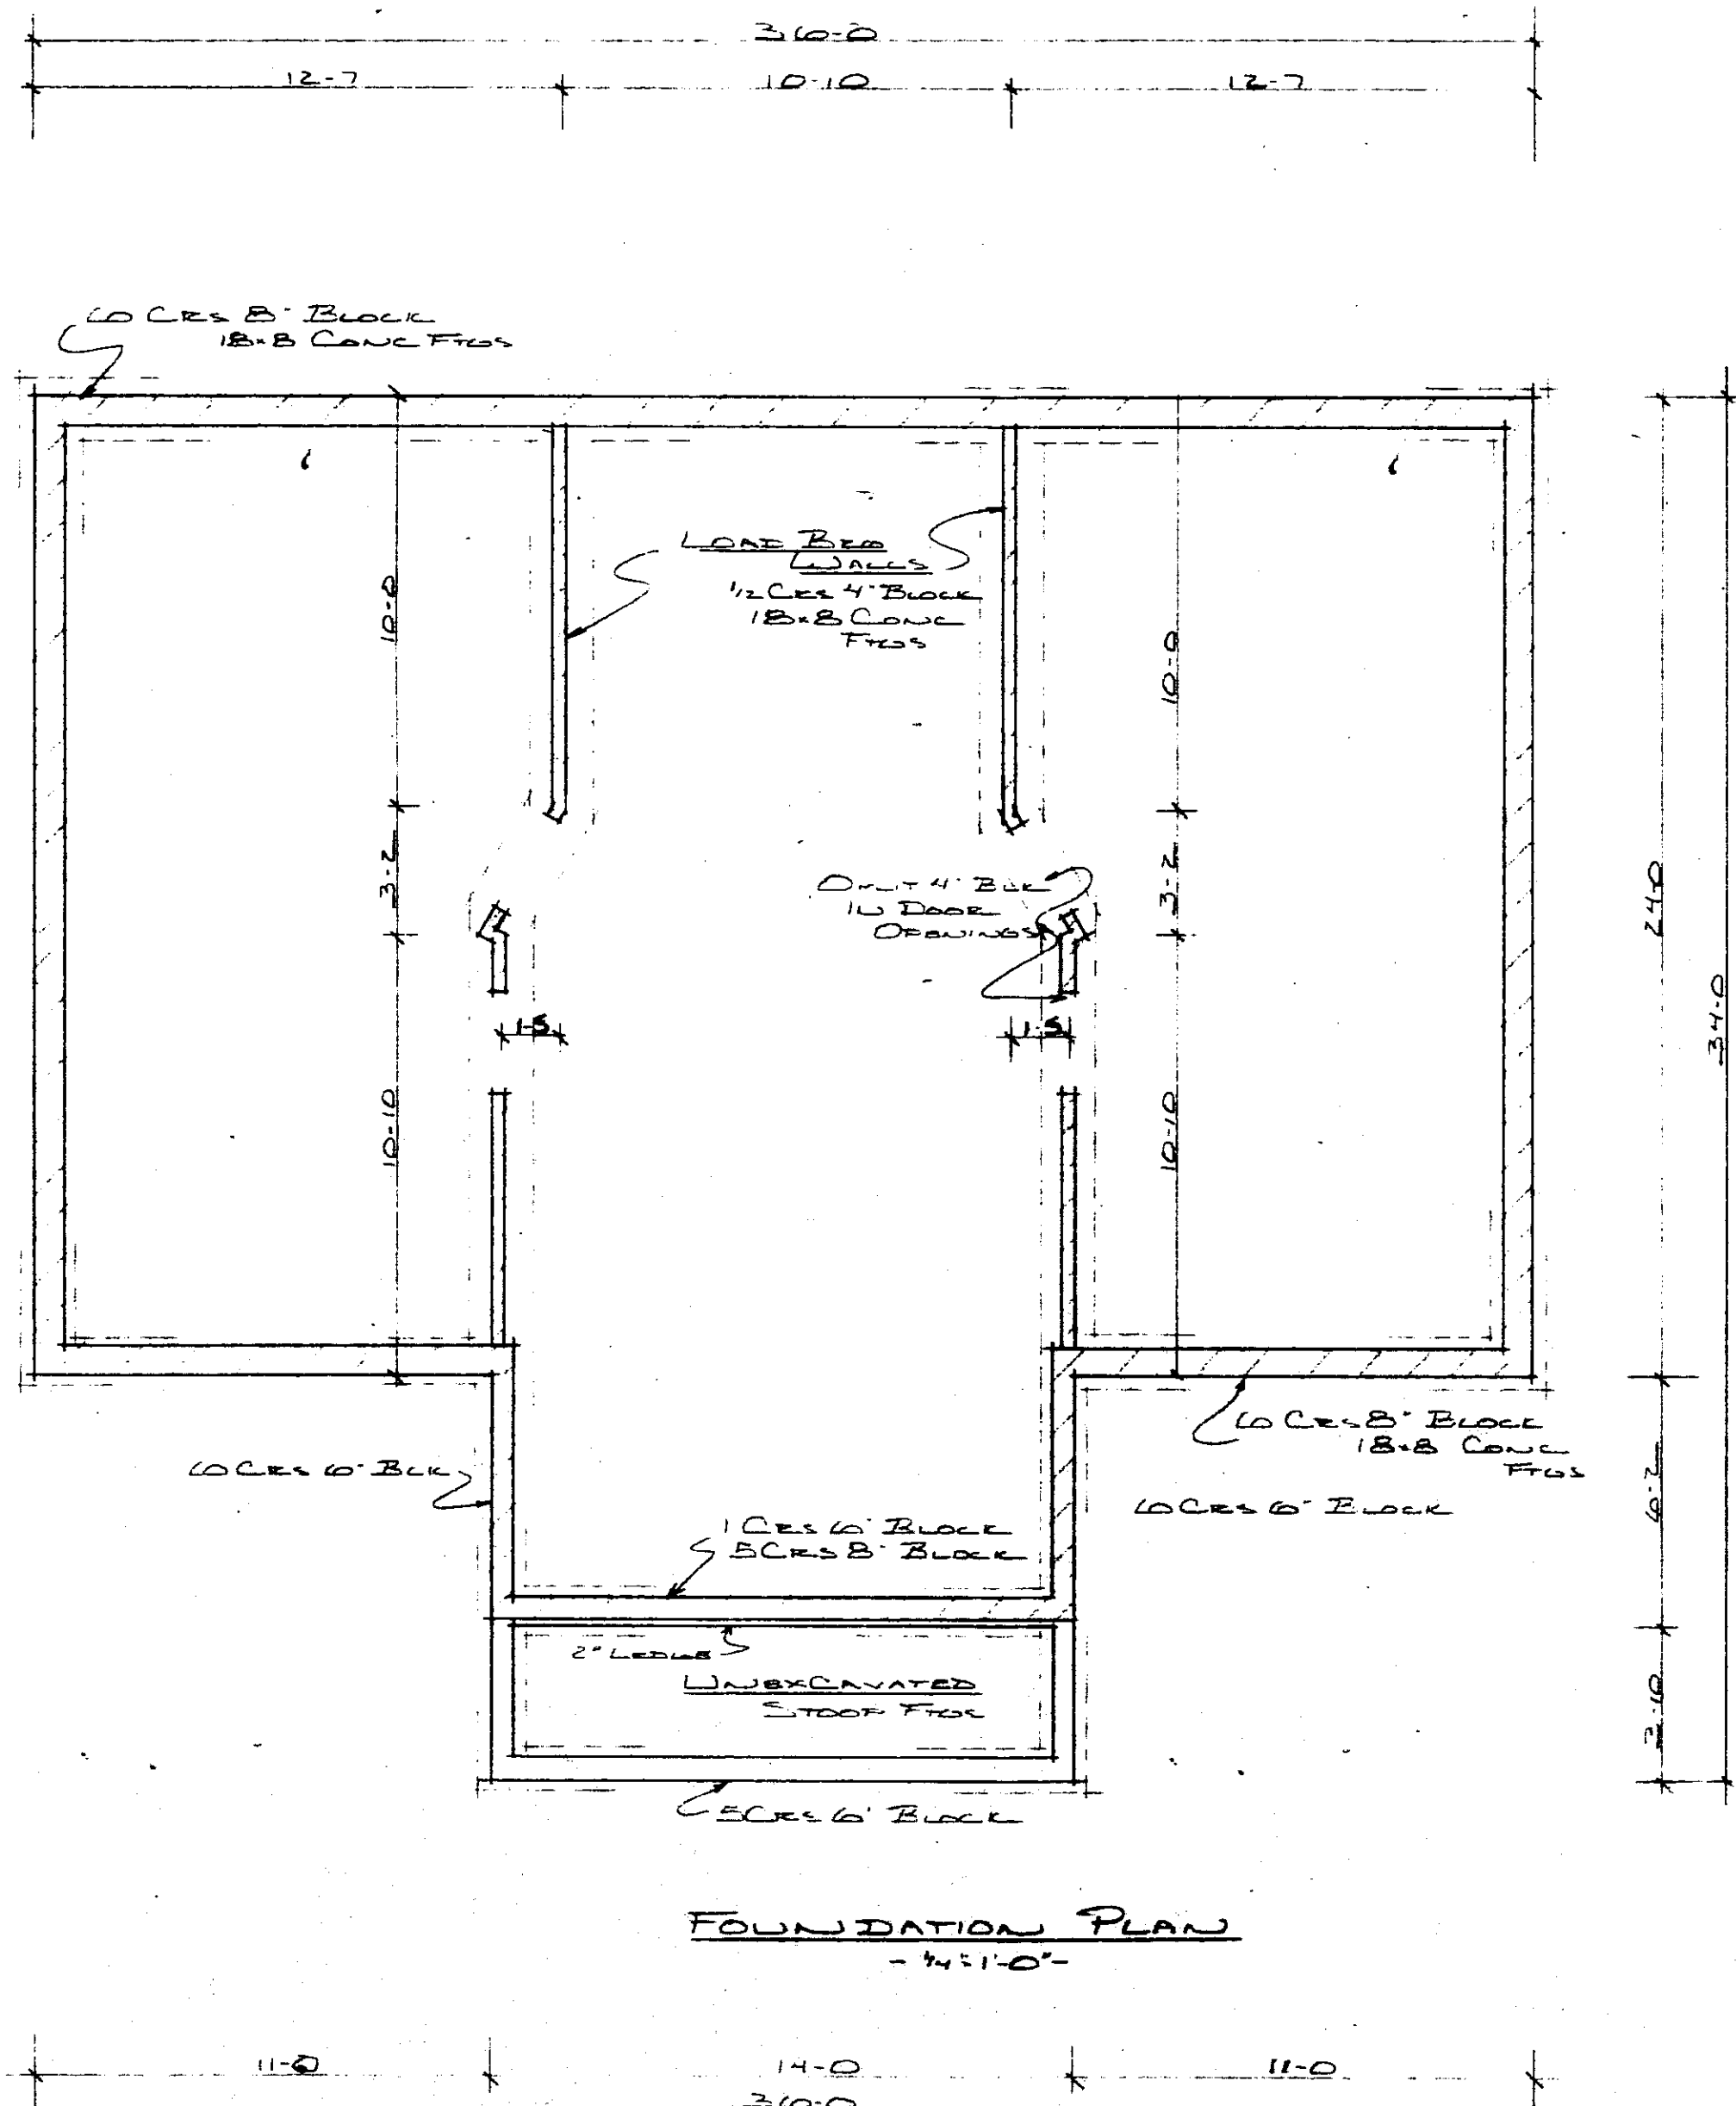 36-0
12-7
10-10
12-7
6 CRS 8" BLOCK
18x8 CONC FTGS
LOAD BRG
WALLS
1/2 CRS 4" BLOCK
18x8 CONC
FTGS
10-0
10-0
3-2
3-2
OMIT 4" BLK
IN DOOR
OPENINGS
24-0
34-0
1-5
1-5
10-10
10-10
6 CRS 8" BLOCK
18x8 CONC
FTGS
6 CRS 6" BLK
6 CRS 6" BLOCK
6-2
1 CRS 6" BLOCK
5 CRS 8" BLOCK
2" LEDGE
UNEXCAVATED
STOOP FTGS
3-10
5 CRS 6" BLOCK
FOUNDATION PLAN
- 1/4"=1'-0" -
11-0
14-0
11-0
36-0